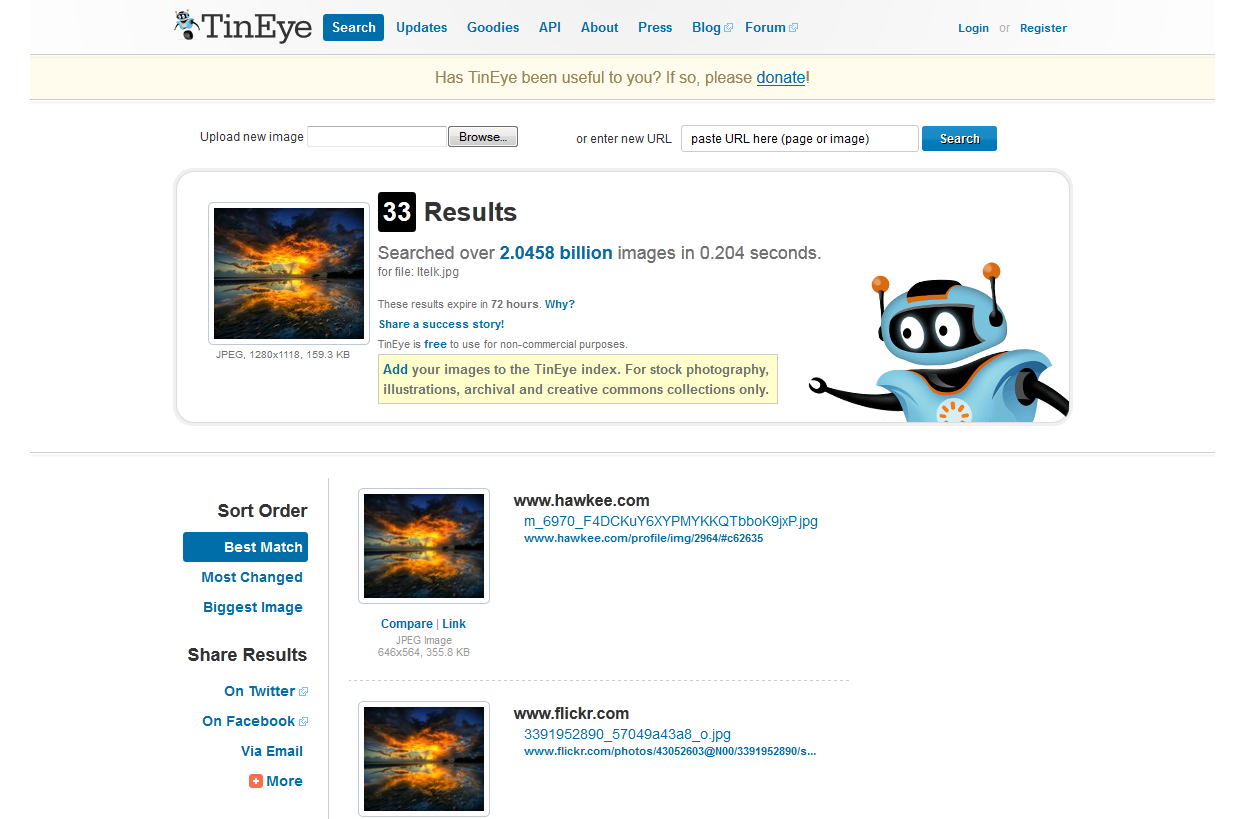 TinEye Search Updates Goodies API About Press Blog Forum Login or Register
Has TinEye been useful to you? If so, please donate!
Upload new image Browse... or enter new URL paste URL here (page or image) Search
33 Results
Searched over 2.0458 billion images in 0.204 seconds.
for file: ltelk.jpg
These results expire in 72 hours. Why?
Share a success story!
TinEye is free to use for non-commercial purposes.
JPEG, 1280x1118, 159.3 KB
Add your images to the TinEye index. For stock photography,
illustrations, archival and creative commons collections only.
Sort Order
Best Match
Most Changed
Biggest Image
Share Results
On Twitter
On Facebook
Via Email
More
www.hawkee.com
m_6970_F4DCKuY6XYPMYKKQTbboK9jxP.jpg
www.hawkee.com/profile/img/2964/#c62635
Compare | Link
JPEG Image
646x564, 355.8 KB
www.flickr.com
3391952890_57049a43a8_o.jpg
www.flickr.com/photos/43052603@N00/3391952890/s...